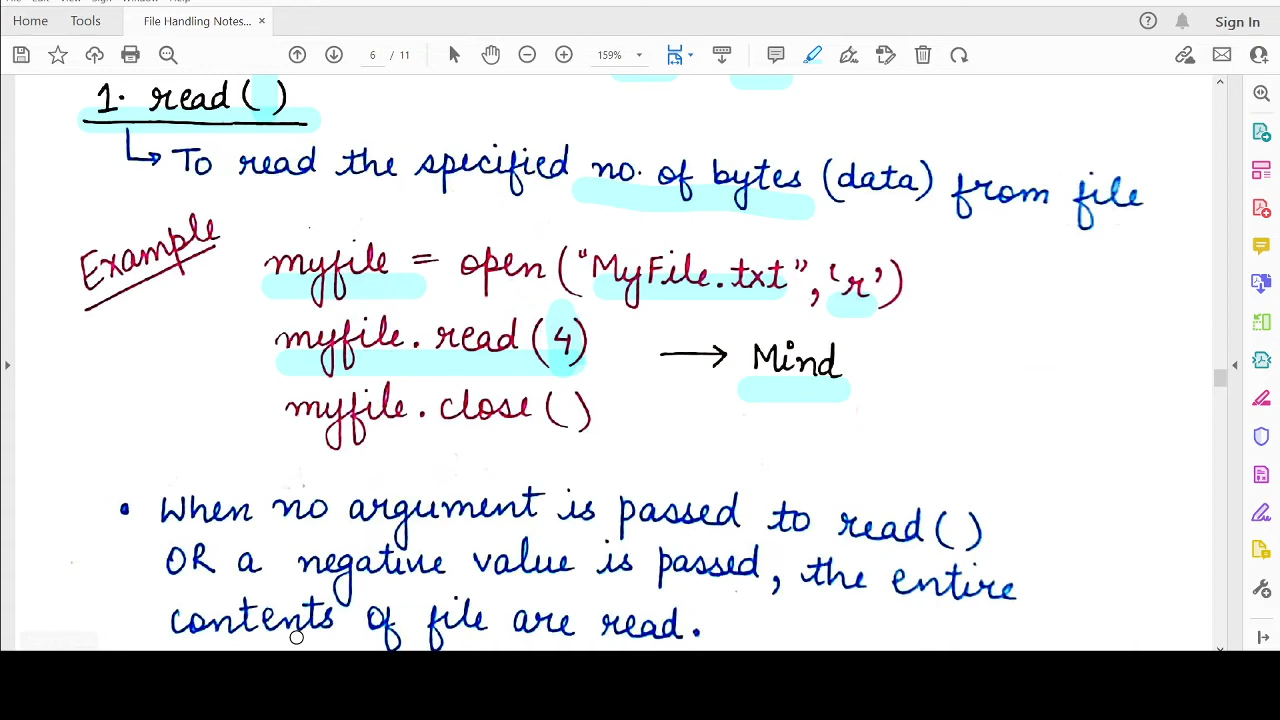 Home Tools File Handling Notes... × Sign In
6 / 11 159%
1. read( )
To read the specified no. of bytes (data) from file
Example
myfile = open("MyFile.txt", 'r')
myfile.read(4) → Mind
myfile.close()
• When no argument is passed to read()
OR a negative value is passed, the entire
contents of file are read.